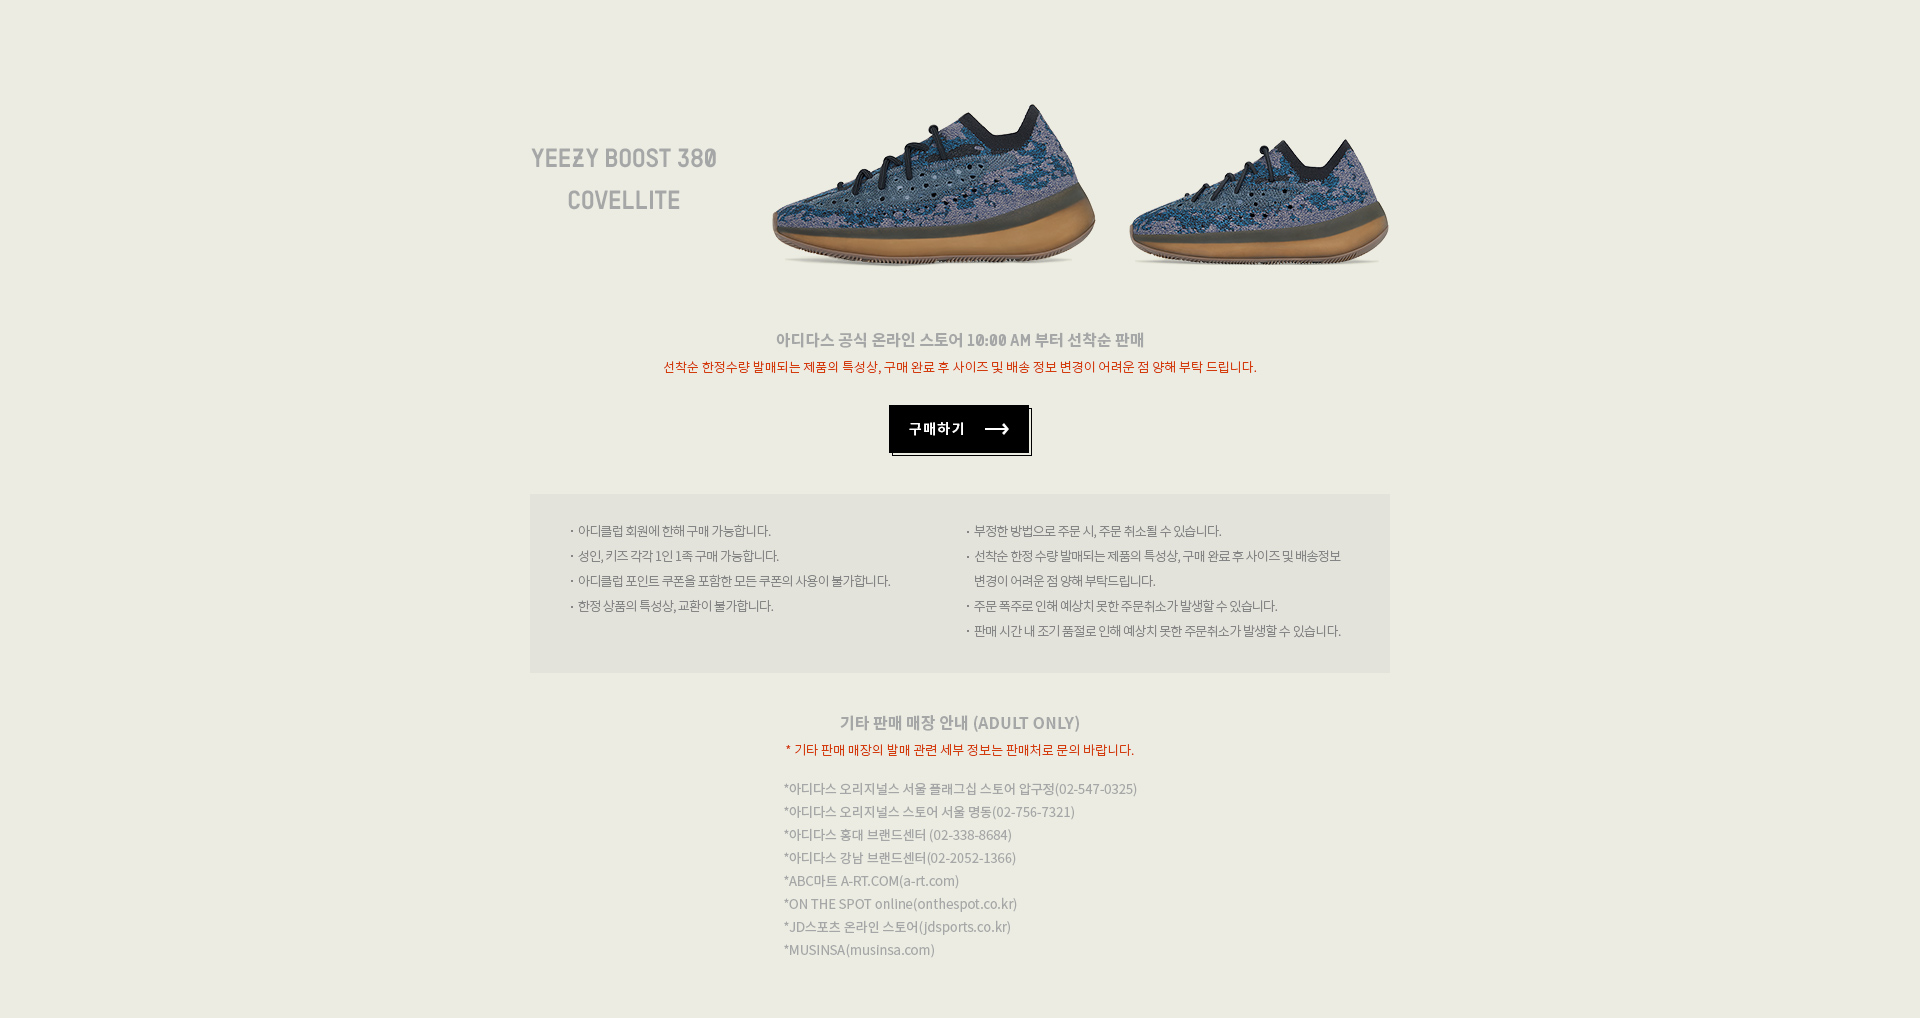 YEEZY BOOST 380
COVELLITE
아디다스 공식 온라인 스토어 10:00 AM 부터 선착순 판매
선착순 한정수량 발매되는 제품의 특성상, 구매 완료 후 사이즈 및 배송 정보 변경이 어려운 점 양해 부탁 드립니다.
구매하기 →
· 아디클럽 회원에 한해 구매 가능합니다.
· 성인, 키즈 각각 1인 1족 구매 가능합니다.
· 아디클럽 포인트 쿠폰을 포함한 모든 쿠폰의 사용이 불가합니다.
· 한정 상품의 특성상, 교환이 불가합니다.
· 부정한 방법으로 주문 시, 주문 취소될 수 있습니다.
· 선착순 한정 수량 발매되는 제품의 특성상, 구매 완료 후 사이즈 및 배송정보
변경이 어려운 점 양해 부탁드립니다.
· 주문 폭주로 인해 예상치 못한 주문취소가 발생할 수 있습니다.
· 판매 시간 내 조기 품절로 인해 예상치 못한 주문취소가 발생할 수 있습니다.
기타 판매 매장 안내 (ADULT ONLY)
* 기타 판매 매장의 발매 관련 세부 정보는 판매처로 문의 바랍니다.
*아디다스 오리지널스 서울 플래그십 스토어 압구정(02-547-0325)
*아디다스 오리지널스 스토어 서울 명동(02-756-7321)
*아디다스 홍대 브랜드센터 (02-338-8684)
*아디다스 강남 브랜드센터(02-2052-1366)
*ABC마트 A-RT.COM(a-rt.com)
*ON THE SPOT online(onthespot.co.kr)
*JD스포츠 온라인 스토어(jdsports.co.kr)
*MUSINSA(musinsa.com)